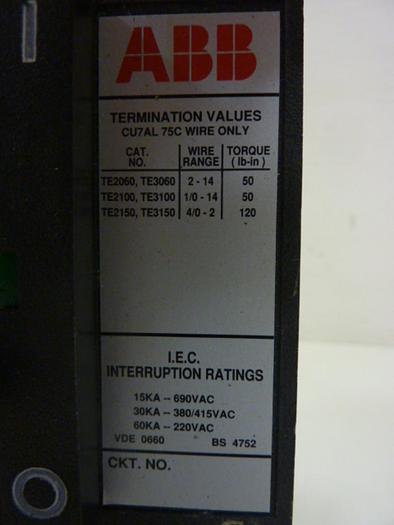 ABB
TERMINATION VALUES
CU7AL 75C WIRE ONLY
CAT. NO. WIRE RANGE TORQUE (lb-in)
TE2060, TE3060 2 - 14 50
TE2100, TE3100 1/0 - 14 50
TE2150, TE3150 4/0 - 2 120
I.E.C.
INTERRUPTION RATINGS
15KA -- 690VAC
30KA -- 380/415VAC
60KA -- 220VAC
VDE 0660 BS 4752
CKT. NO.